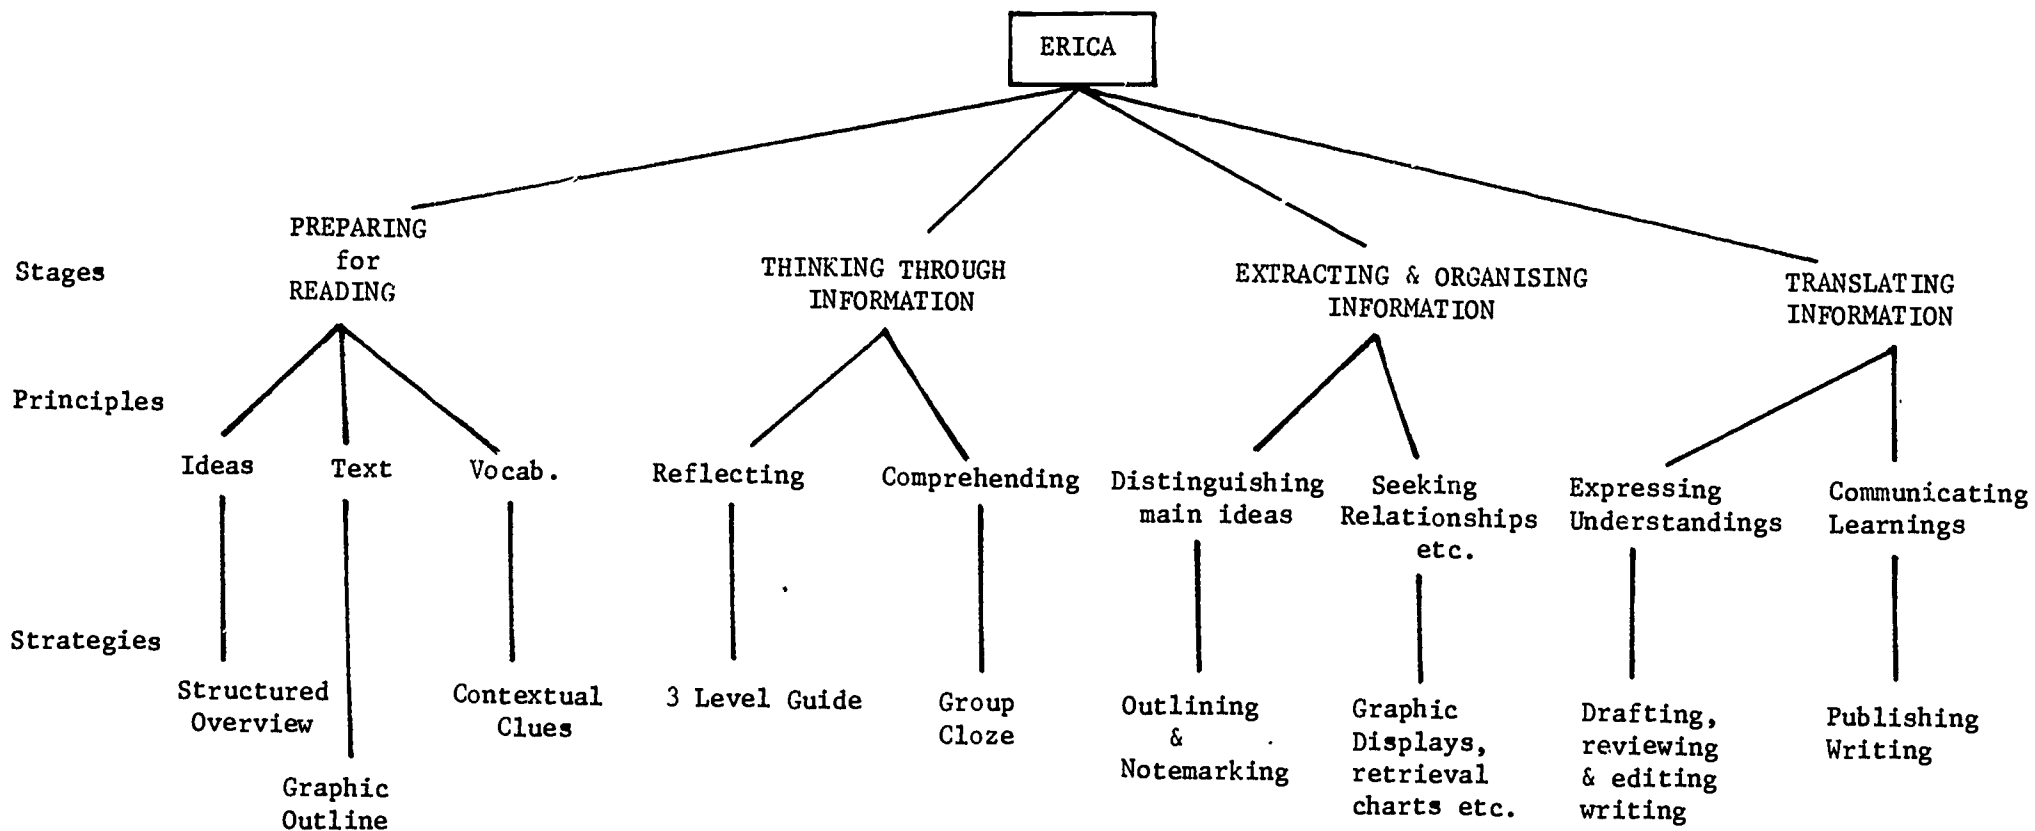 ERICA
Stages
PREPARING
for
READING
THINKING THROUGH
INFORMATION
EXTRACTING & ORGANISING
INFORMATION
TRANSLATING
INFORMATION
Principles
Ideas
Text
Vocab.
Reflecting
Comprehending
Distinguishing
main ideas
Seeking
Relationships
etc.
Expressing
Understandings
Communicating
Learnings
Strategies
Structured
Overview
Graphic
Outline
Contextual
Clues
3 Level Guide
Group
Cloze
Outlining
&
Notemarking
Graphic
Displays,
retrieval
charts etc.
Drafting,
reviewing
& editing
writing
Publishing
Writing